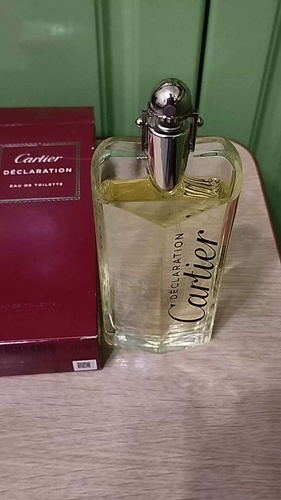 Cartier
DÉCLARATION
EAU DE TOILETTE
DÉCLARATION
Cartier